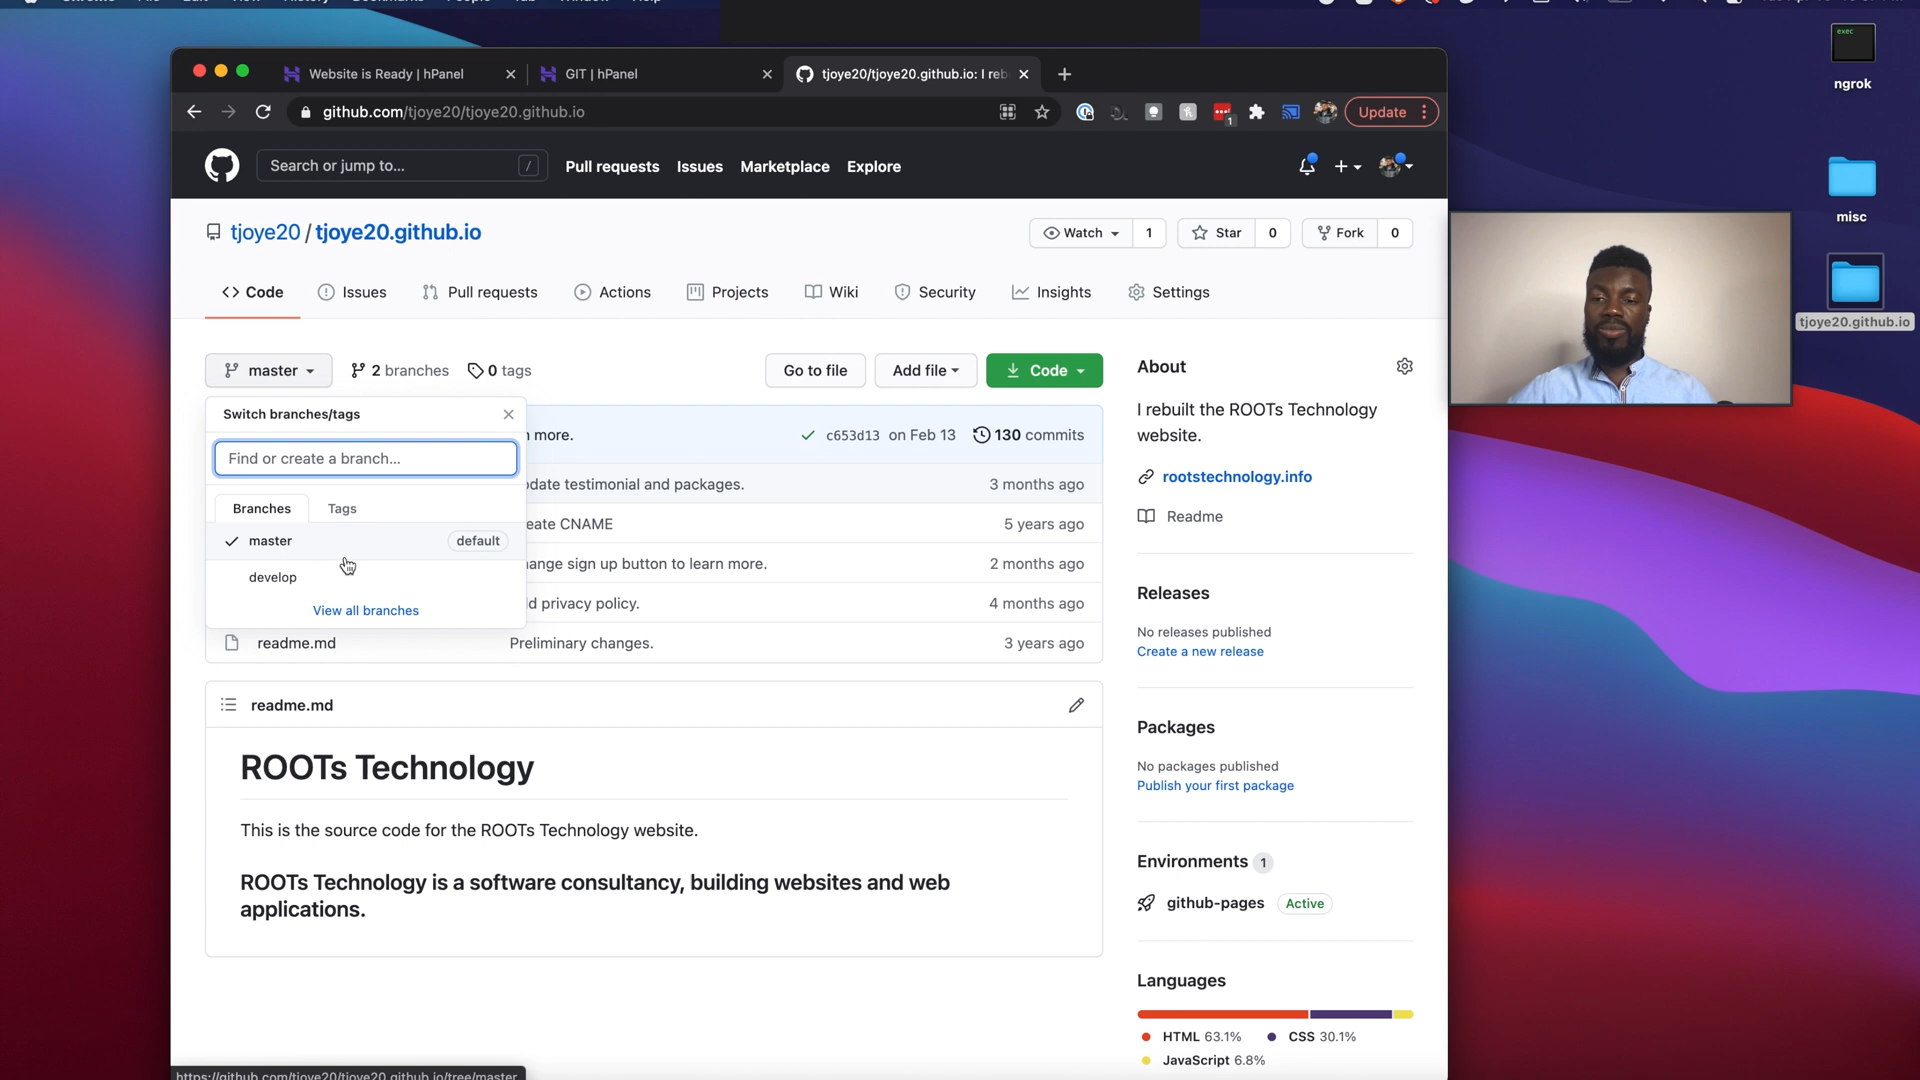 exec
ngrok
Website is Ready | hPanel
GIT | hPanel
tjoye20/tjoye20.github.io: I reb
github.com/tjoye20/tjoye20.github.io
1
Update
Search or jump to...
/
Pull requests
Issues
Marketplace
Explore
misc
tjoye20.github.io
tjoye20 / tjoye20.github.io
Watch
1
Star
0
Fork
0
Code
Issues
Pull requests
Actions
Projects
Wiki
Security
Insights
Settings
master
2 branches
0 tags
Go to file
Add file
Code
Switch branches/tags
Find or create a branch...
Branches
Tags
master
default
develop
View all branches
more.
c653d13 on Feb 13
130 commits
date testimonial and packages.
3 months ago
eate CNAME
5 years ago
ange sign up button to learn more.
2 months ago
d privacy policy.
4 months ago
readme.md
Preliminary changes.
3 years ago
readme.md
ROOTs Technology
This is the source code for the ROOTs Technology website.
ROOTs Technology is a software consultancy, building websites and web
applications.
About
I rebuilt the ROOTs Technology
website.
rootstechnology.info
Readme
Releases
No releases published
Create a new release
Packages
No packages published
Publish your first package
Environments 1
github-pages
Active
Languages
HTML 63.1%
CSS 30.1%
JavaScript 6.8%
https://github.com/tjoye20/tjoye20.github.io/tree/master